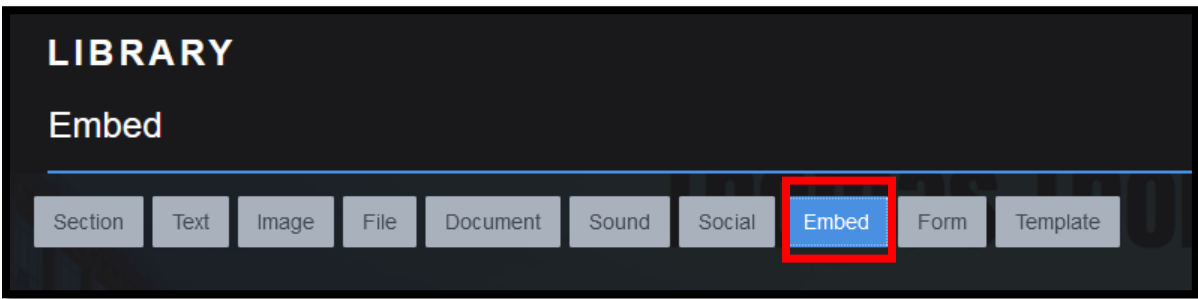 LIBRARY
Embed
Section Text Image File Document Sound Social Embed Form Template